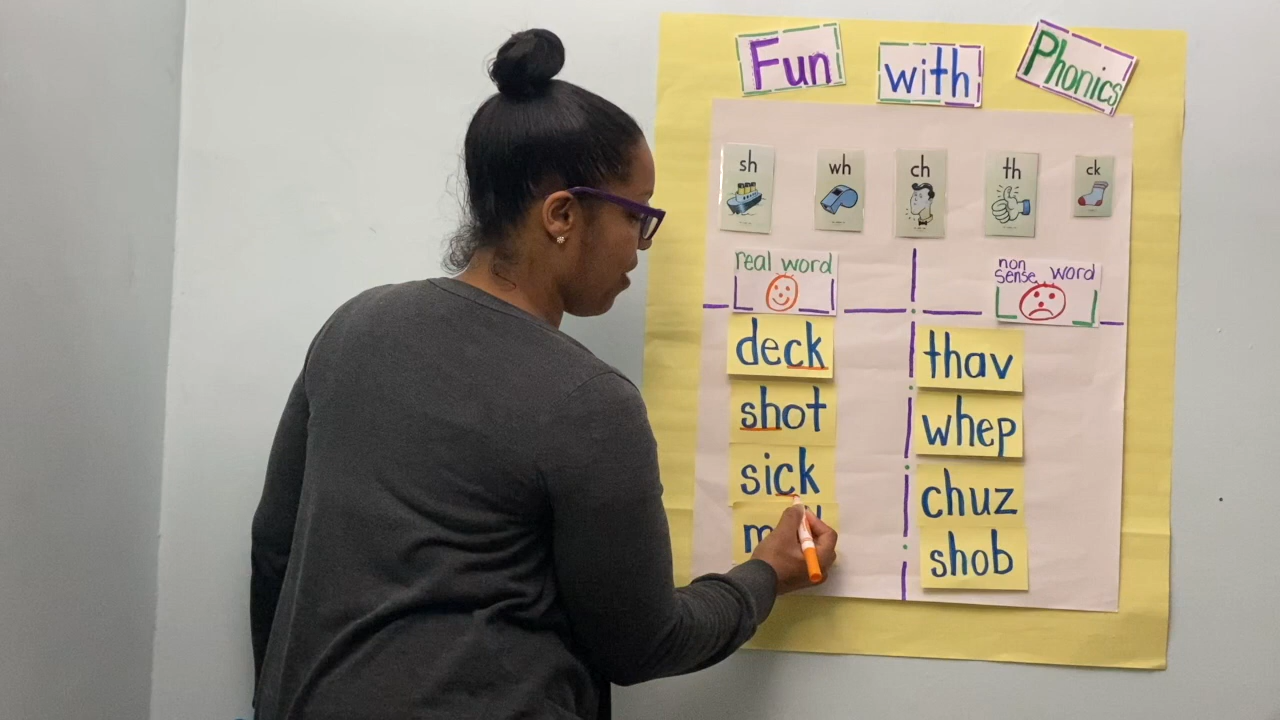 Fun with Phonics
sh wh ch th ck
real word
non
sense word
deck
shot
sick
thav
whep
chuz
shob